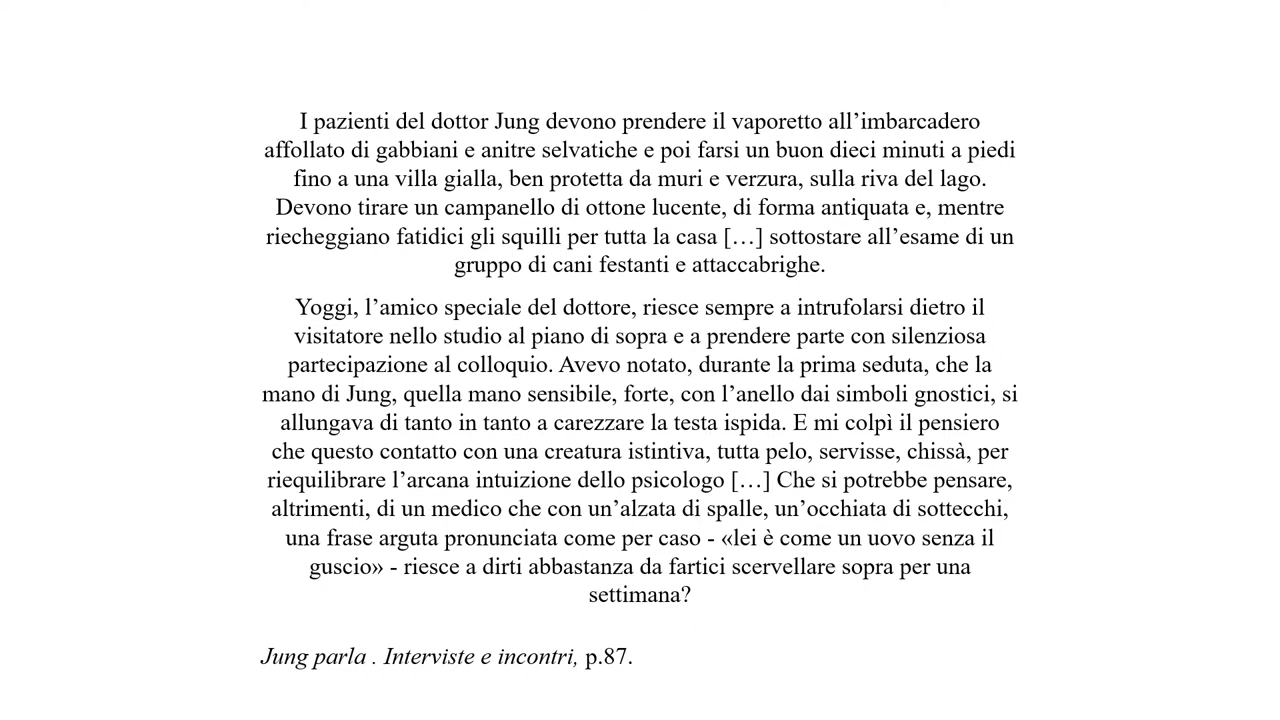 I pazienti del dottor Jung devono prendere il vaporetto all’imbarcadero
affollato di gabbiani e anitre selvatiche e poi farsi un buon dieci minuti a piedi
fino a una villa gialla, ben protetta da muri e verzura, sulla riva del lago.
Devono tirare un campanello di ottone lucente, di forma antiquata e, mentre
riecheggiano fatidici gli squilli per tutta la casa […] sottostare all’esame di un
gruppo di cani festanti e attaccabrighe.
Yoggi, l’amico speciale del dottore, riesce sempre a intrufolarsi dietro il
visitatore nello studio al piano di sopra e a prendere parte con silenziosa
partecipazione al colloquio. Avevo notato, durante la prima seduta, che la
mano di Jung, quella mano sensibile, forte, con l’anello dai simboli gnostici, si
allungava di tanto in tanto a carezzare la testa ispida. E mi colpì il pensiero
che questo contatto con una creatura istintiva, tutta pelo, servisse, chissà, per
riequilibrare l’arcana intuizione dello psicologo […] Che si potrebbe pensare,
altrimenti, di un medico che con un’alzata di spalle, un’occhiata di sottecchi,
una frase arguta pronunciata come per caso - «lei è come un uovo senza il
guscio» - riesce a dirti abbastanza da farti​ci scervellare sopra per una
settimana?
Jung parla . Interviste e incontri, p.87.